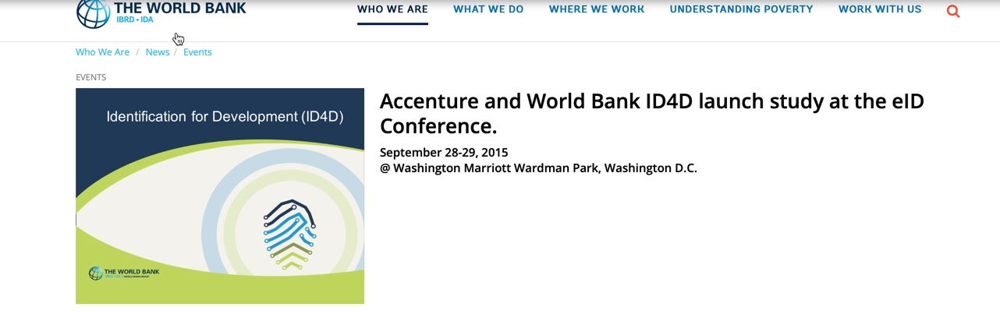 THE WORLD BANK
IBRD • IDA
WHO WE ARE
WHAT WE DO
WHERE WE WORK
UNDERSTANDING POVERTY
WORK WITH US
Who We Are / News / Events
EVENTS
Identification for Development (ID4D)
THE WORLD BANK
IBRD • IDA | WORLD BANK GROUP
Accenture and World Bank ID4D launch study at the eID
Conference.
September 28-29, 2015
@ Washington Marriott Wardman Park, Washington D.C.